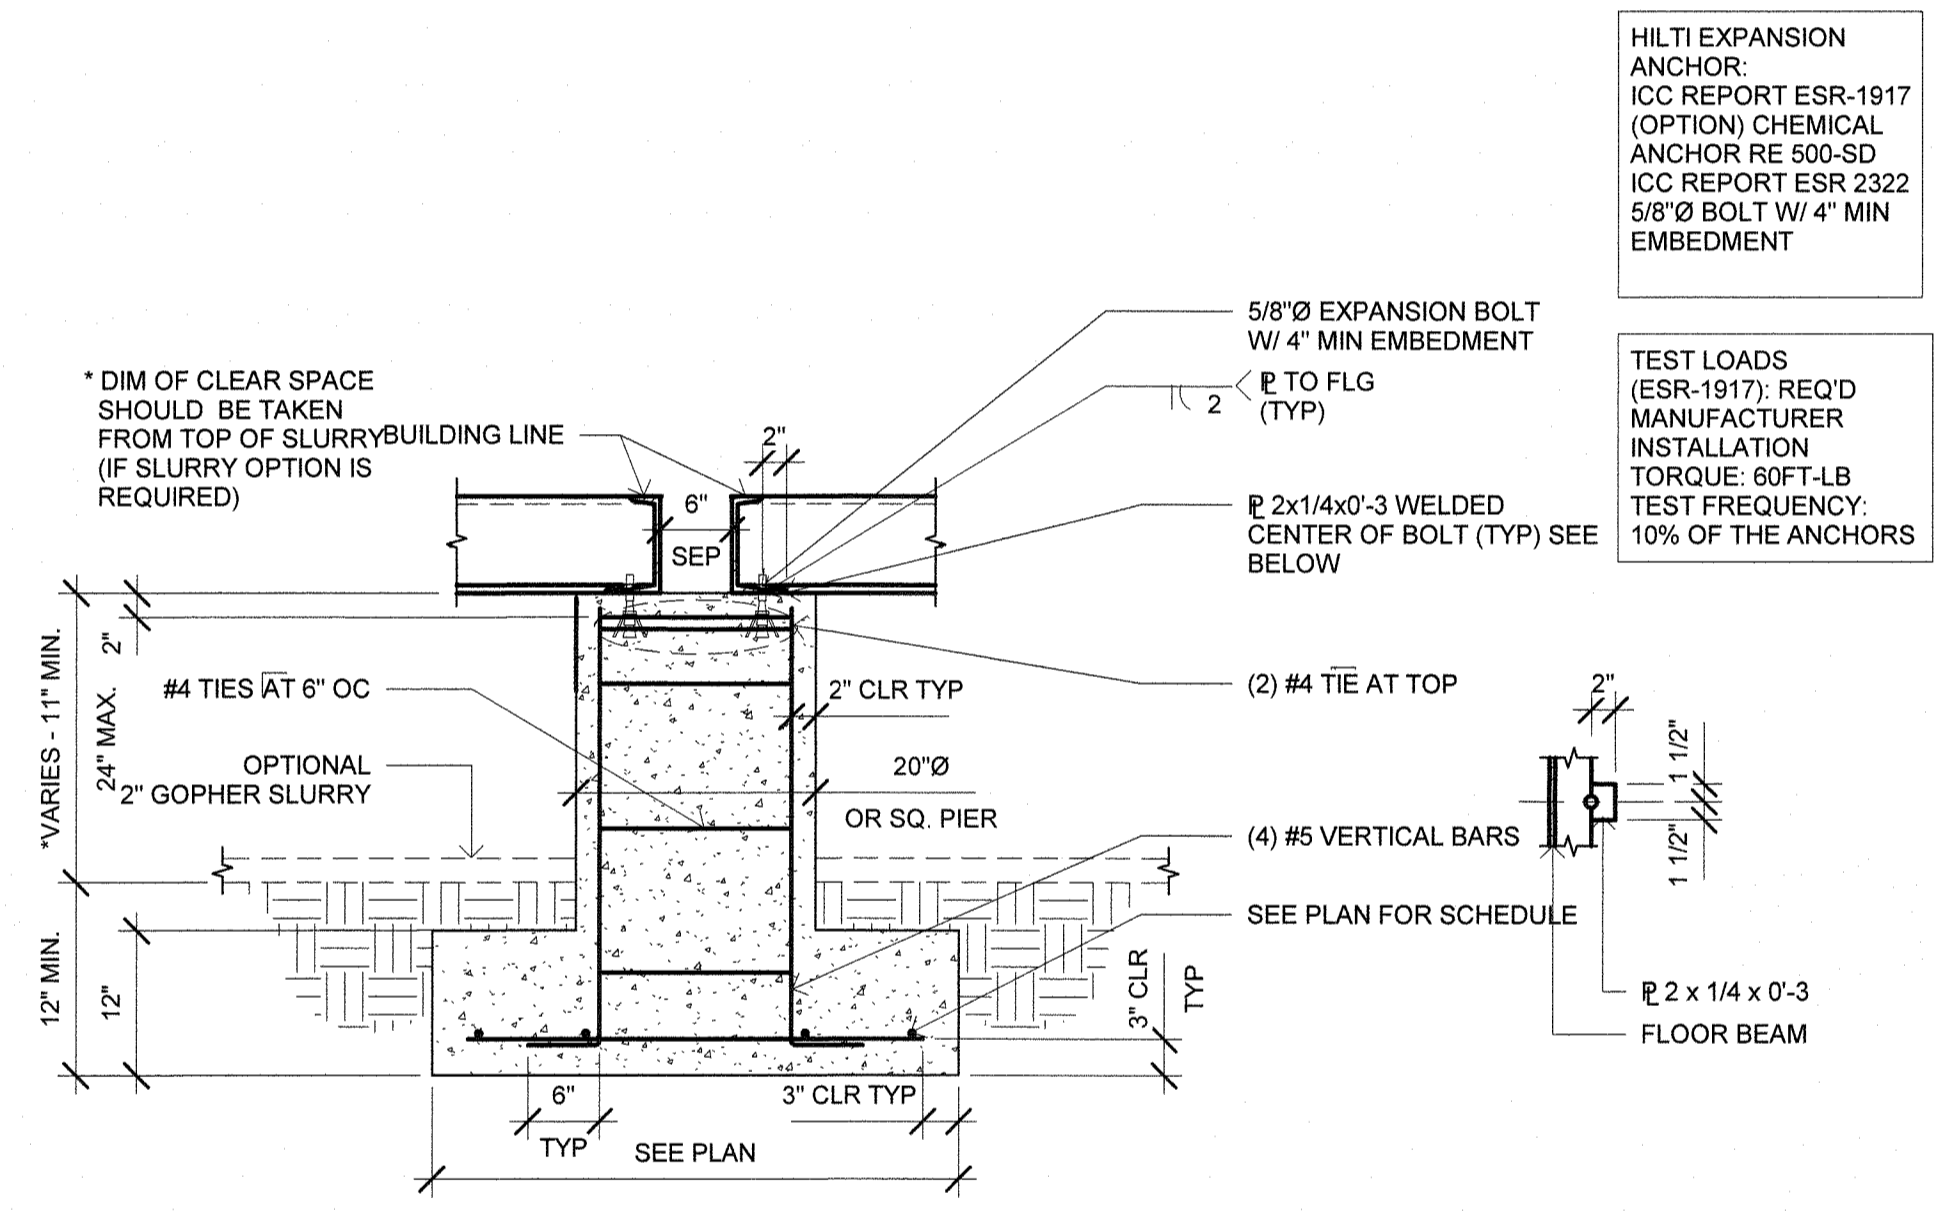 HILTI EXPANSION
ANCHOR:
ICC REPORT ESR-1917
(OPTION) CHEMICAL
ANCHOR RE 500-SD
ICC REPORT ESR 2322
5/8"Ø BOLT W/ 4" MIN
EMBEDMENT
TEST LOADS
(ESR-1917): REQ'D
MANUFACTURER
INSTALLATION
TORQUE: 60FT-LB
TEST FREQUENCY:
10% OF THE ANCHORS
* DIM OF CLEAR SPACE
SHOULD BE TAKEN
FROM TOP OF SLURRY
(IF SLURRY OPTION IS
REQUIRED)
BUILDING LINE
2"
6"
SEP
5/8"Ø EXPANSION BOLT
W/ 4" MIN EMBEDMENT
2
℄ TO FLG
(TYP)
℄ 2x1/4x0'-3 WELDED
CENTER OF BOLT (TYP) SEE
BELOW
2"
*VARIES - 11" MIN.
24" MAX.
#4 TIES AT 6" OC
2" CLR TYP
(2) #4 TIE AT TOP
OPTIONAL
2" GOPHER SLURRY
20"Ø
OR SQ. PIER
(4) #5 VERTICAL BARS
SEE PLAN FOR SCHEDULE
12" MIN.
12"
3" CLR
TYP
6"
TYP
3" CLR TYP
SEE PLAN
2"
1 1/2"
1 1/2"
℄ 2 x 1/4 x 0'-3
FLOOR BEAM